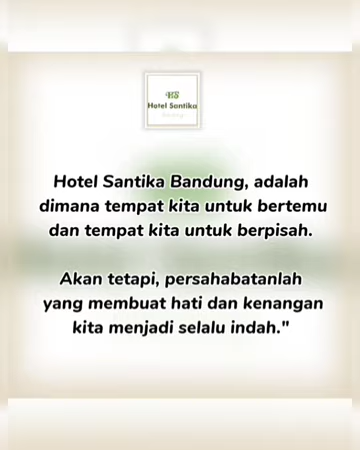 BS
Hotel Santika
Hotel Santika Bandung, adalah
dimana tempat kita untuk bertemu
dan tempat kita untuk berpisah.
Akan tetapi, persahabatanlah
yang membuat hati dan kenangan
kita menjadi selalu indah."